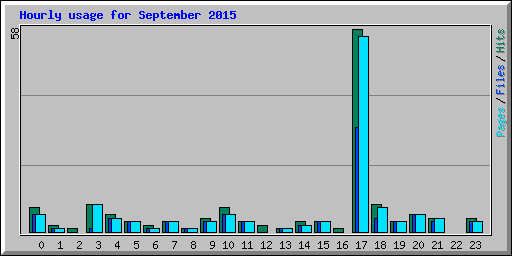 Hourly usage for September 2015
58
Pages/Files/Hits
0 1 2 3 4 5 6 7 8 9 10 11 12 13 14 15 16 17 18 19 20 21 22 23